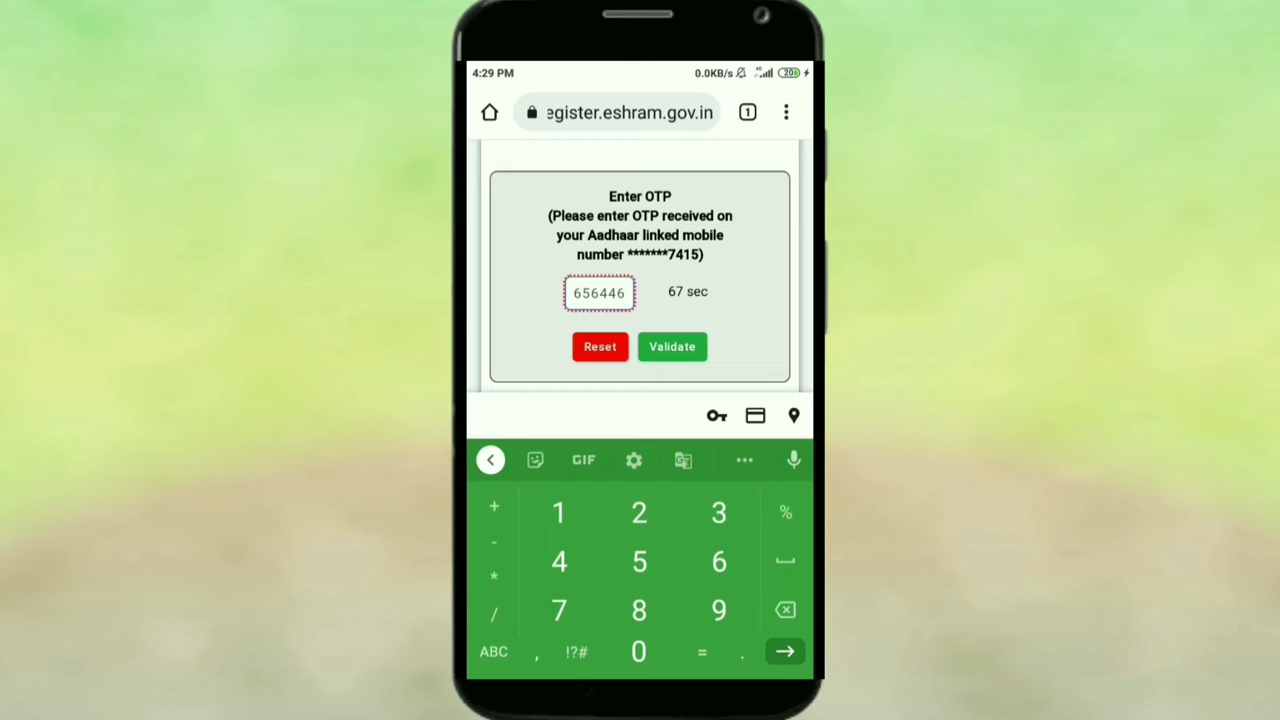 4:29 PM 0.0KB/s 4G 20
egister.eshram.gov.in 1
Enter OTP
(Please enter OTP received on
your Aadhaar linked mobile
number *******7415)
656446 67 sec
Reset Validate
GIF
+ 1 2 3 %
- 4 5 6
*
/ 7 8 9
ABC , !?# 0 = .